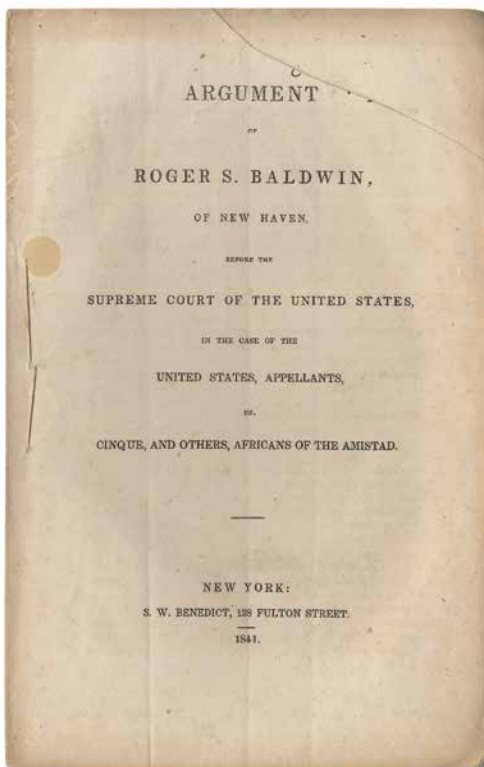 ARGUMENT
OF
ROGER S. BALDWIN,
OF NEW HAVEN,
BEFORE THE
SUPREME COURT OF THE UNITED STATES,
IN THE CASE OF THE
UNITED STATES, APPELLANTS,
vs.
CINQUE, AND OTHERS, AFRICANS OF THE AMISTAD.
NEW YORK:
S. W. BENEDICT, 128 FULTON STREET.
1841.